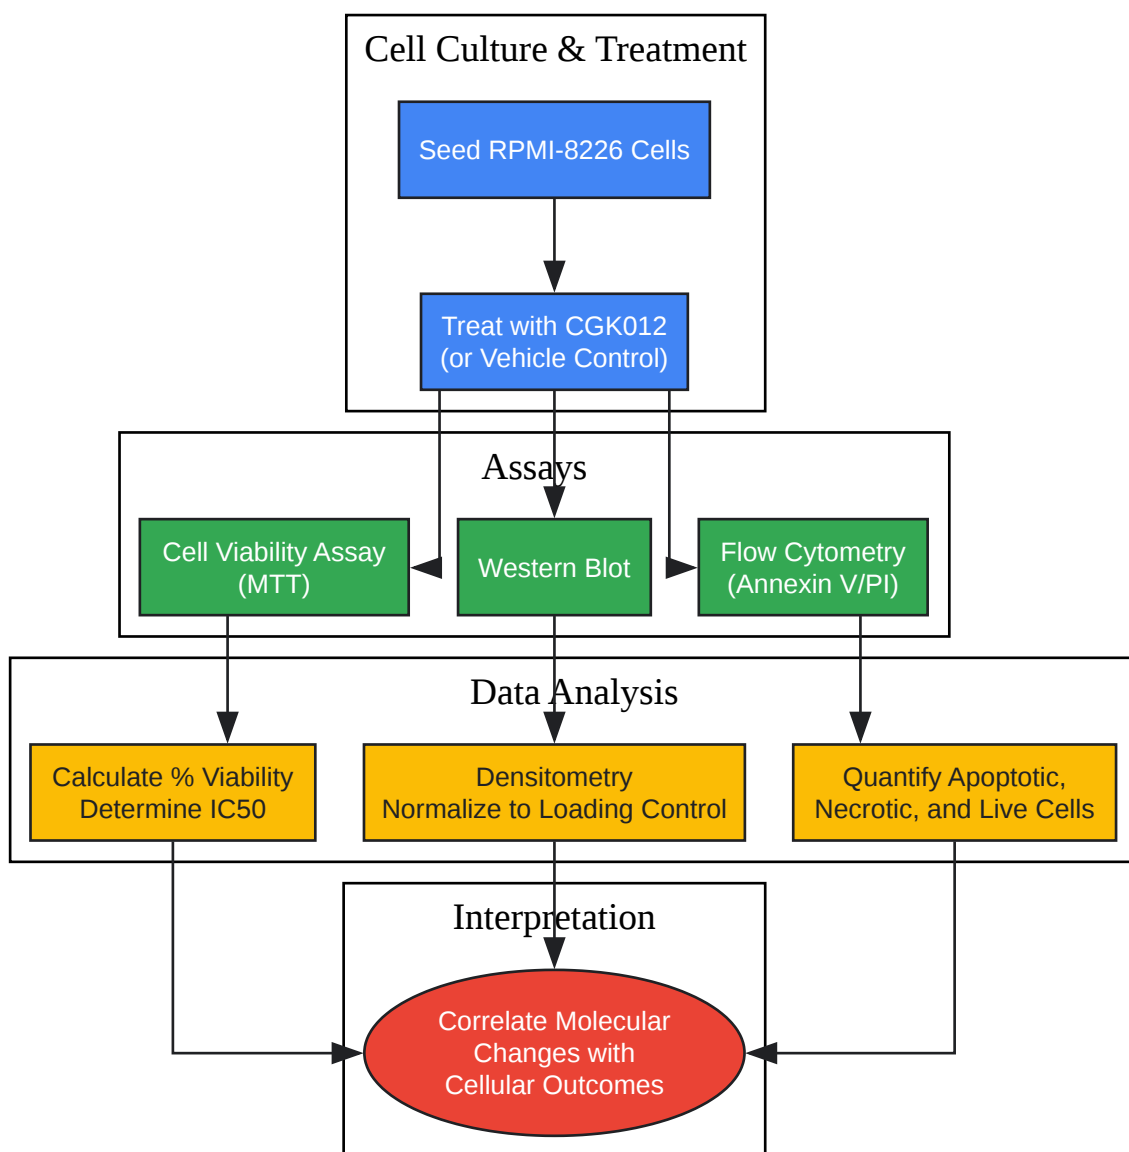 Cell Culture & Treatment
Seed RPMI-8226 Cells
Treat with CGK012
(or Vehicle Control)
Assays
Cell Viability Assay
(MTT)
Western Blot
Flow Cytometry
(Annexin V/PI)
Data Analysis
Calculate % Viability
Determine IC50
Densitometry
Normalize to Loading Control
Quantify Apoptotic,
Necrotic, and Live Cells
Interpretation
Correlate Molecular
Changes with
Cellular Outcomes